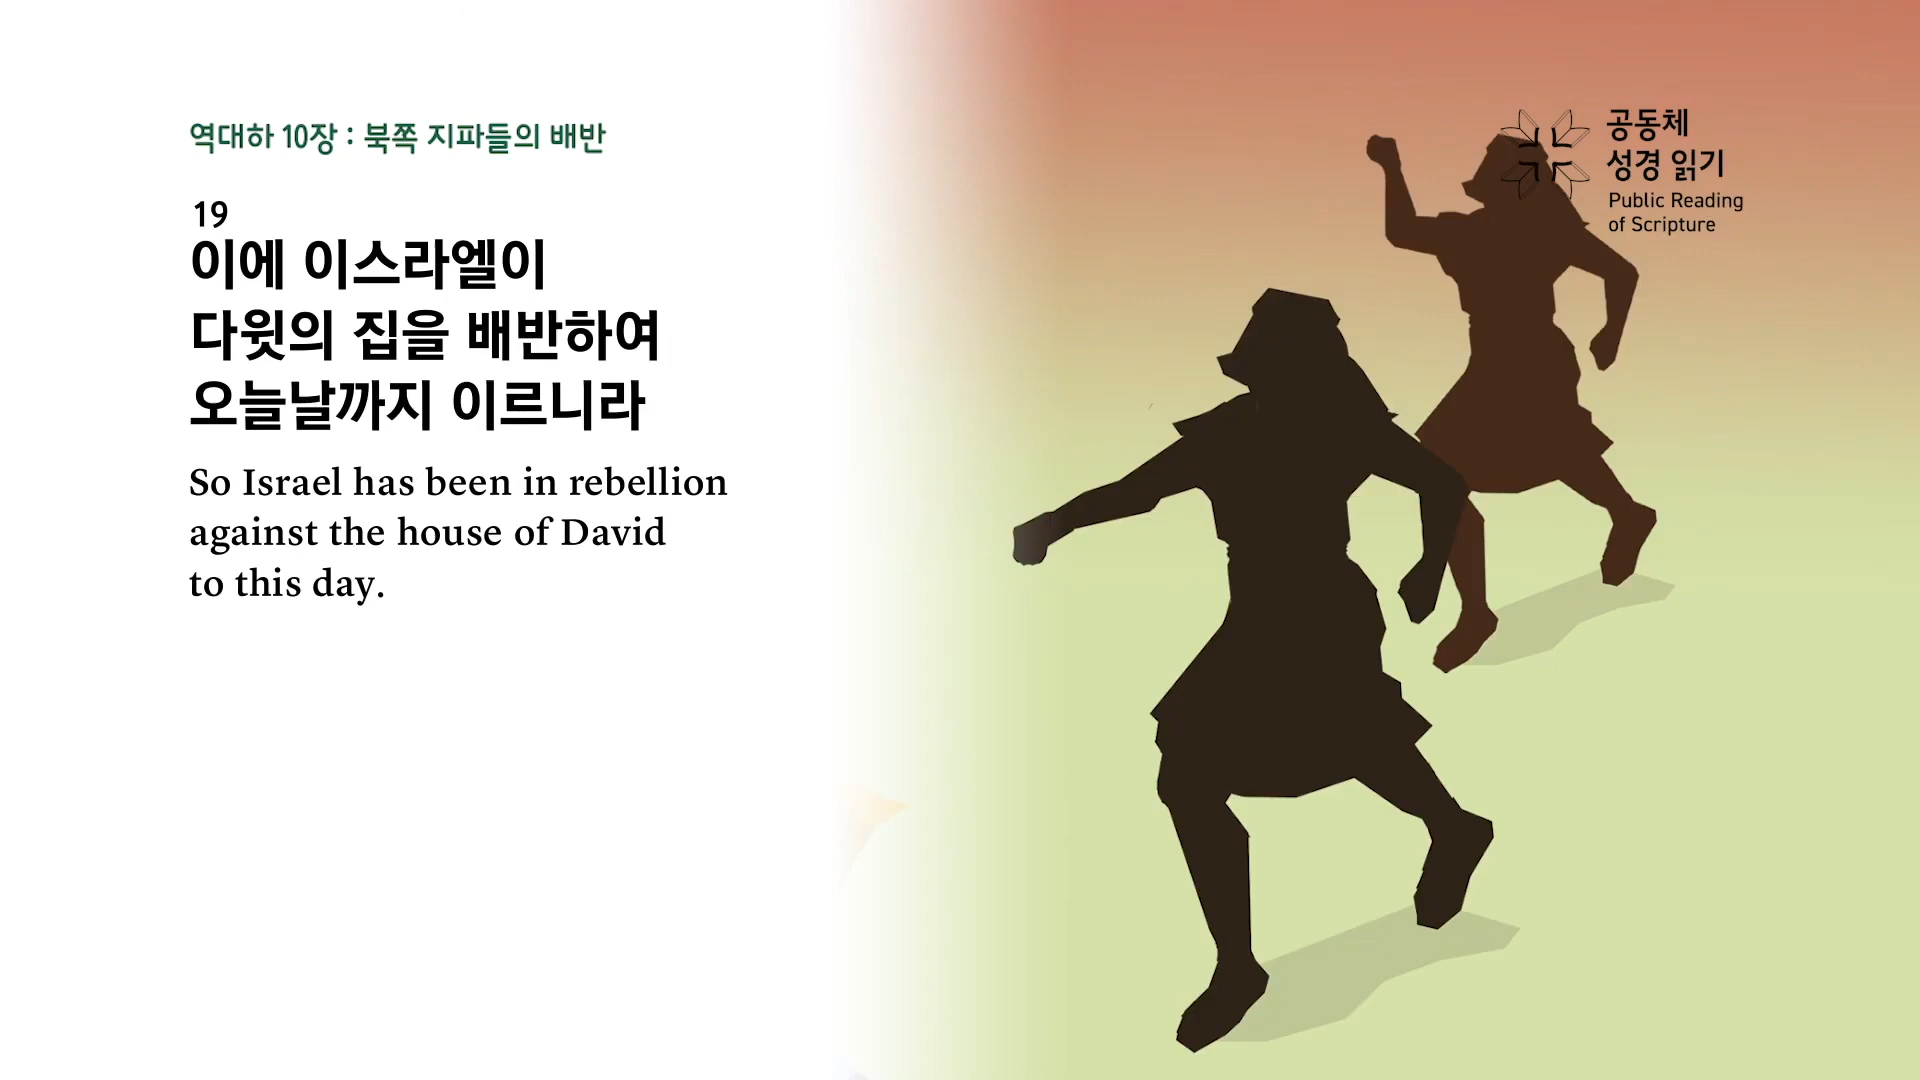 역대하 10장 : 북쪽 지파들의 배반
19
이에 이스라엘이
다윗의 집을 배반하여
오늘날까지 이르니라
So Israel has been in rebellion
against the house of David
to this day.
공동체
성경 읽기
Public Reading
of Scripture